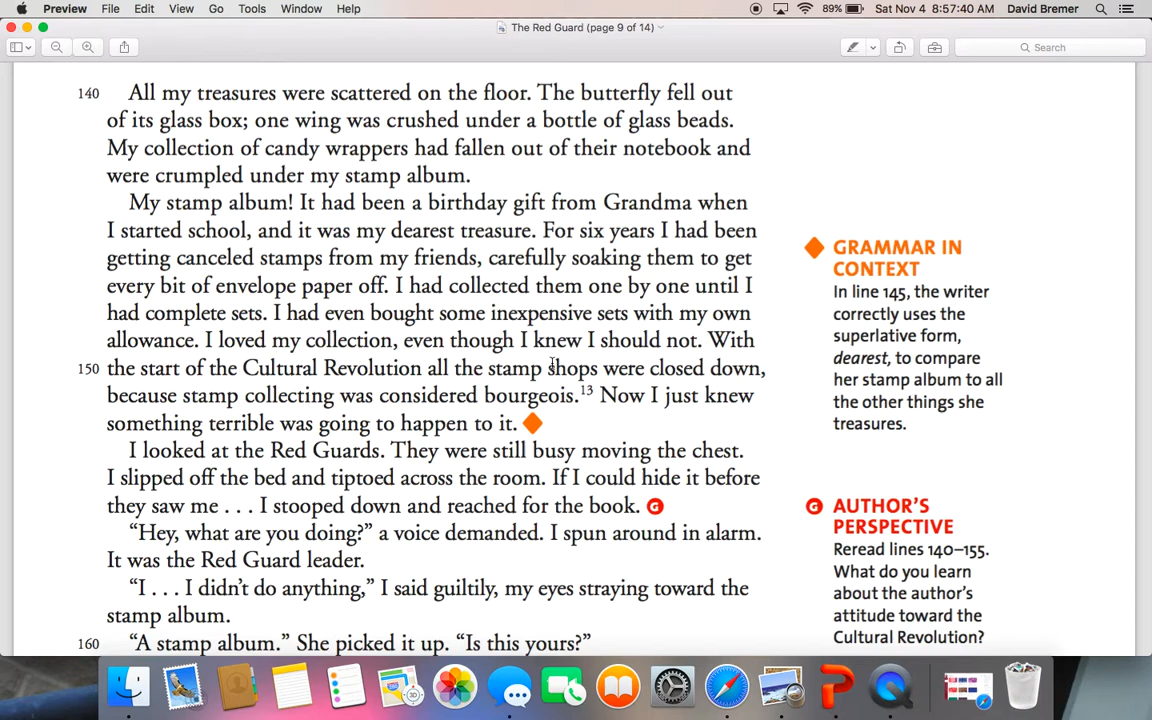 Preview File Edit View Go Tools Window Help 89% Sat Nov 4 8:57:40 AM David Bremer
The Red Guard (page 9 of 14)
Search
140 All my treasures were scattered on the floor. The butterfly fell out
of its glass box; one wing was crushed under a bottle of glass beads.
My collection of candy wrappers had fallen out of their notebook and
were crumpled under my stamp album.
My stamp album! It had been a birthday gift from Grandma when
I started school, and it was my dearest treasure. For six years I had been
getting canceled stamps from my friends, carefully soaking them to get
every bit of envelope paper off. I had collected them one by one until I
had complete sets. I had even bought some inexpensive sets with my own
allowance. I loved my collection, even though I knew I should not. With
150 the start of the Cultural Revolution all the stamp shops were closed down,
because stamp collecting was considered bourgeois.13 Now I just knew
something terrible was going to happen to it.
I looked at the Red Guards. They were still busy moving the chest.
I slipped off the bed and tiptoed across the room. If I could hide it before
they saw me . . . I stooped down and reached for the book. G
“Hey, what are you doing?” a voice demanded. I spun around in alarm.
It was the Red Guard leader.
“I . . . I didn’t do anything,” I said guiltily, my eyes straying toward the
stamp album.
160 “A stamp album.” She picked it up. “Is this yours?”
GRAMMAR IN
CONTEXT
In line 145, the writer
correctly uses the
superlative form,
dearest, to compare
her stamp album to all
the other things she
treasures.
G AUTHOR’S
PERSPECTIVE
Reread lines 140–155.
What do you learn
about the author’s
attitude toward the
Cultural Revolution?